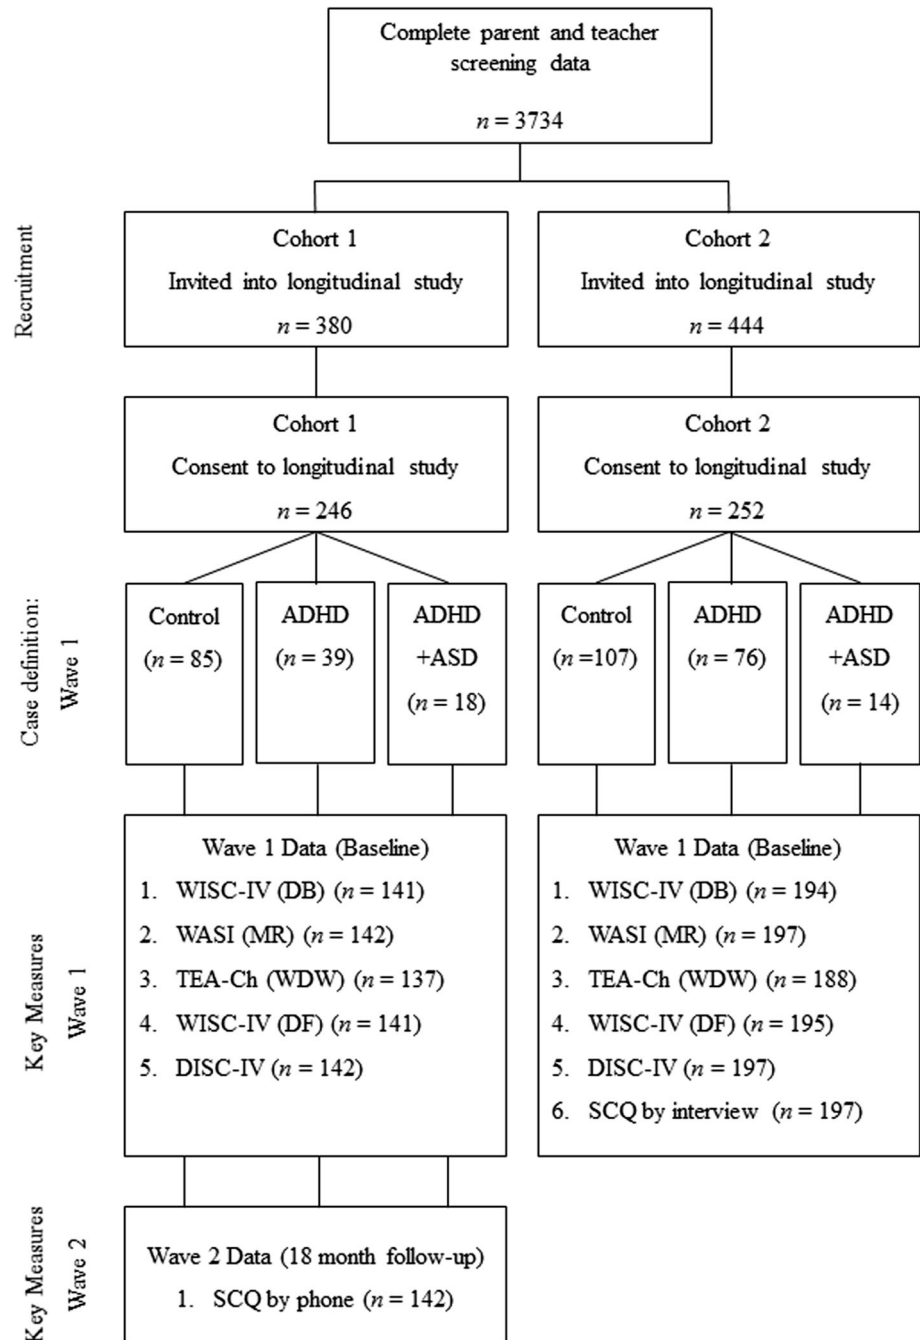 Complete parent and teacher
screening data
n = 3734
Recruitment
Cohort 1
Invited into longitudinal study
n = 380
Cohort 2
Invited into longitudinal study
n = 444
Cohort 1
Consent to longitudinal study
n = 246
Cohort 2
Consent to longitudinal study
n = 252
Case definition:
Wave 1
Control
(n = 85)
ADHD
(n = 39)
ADHD
+ASD
(n = 18)
Control
(n =107)
ADHD
(n = 76)
ADHD
+ASD
(n = 14)
Key Measures
Wave 1
Wave 1 Data (Baseline)
1. WISC-IV (DB) (n = 141)
2. WASI (MR) (n = 142)
3. TEA-Ch (WDW) (n = 137)
4. WISC-IV (DF) (n = 141)
5. DISC-IV (n = 142)
Wave 1 Data (Baseline)
1. WISC-IV (DB) (n = 194)
2. WASI (MR) (n = 197)
3. TEA-Ch (WDW) (n = 188)
4. WISC-IV (DF) (n = 195)
5. DISC-IV (n = 197)
6. SCQ by interview (n = 197)
Key Measures
Wave 2
Wave 2 Data (18 month follow-up)
1. SCQ by phone (n = 142)